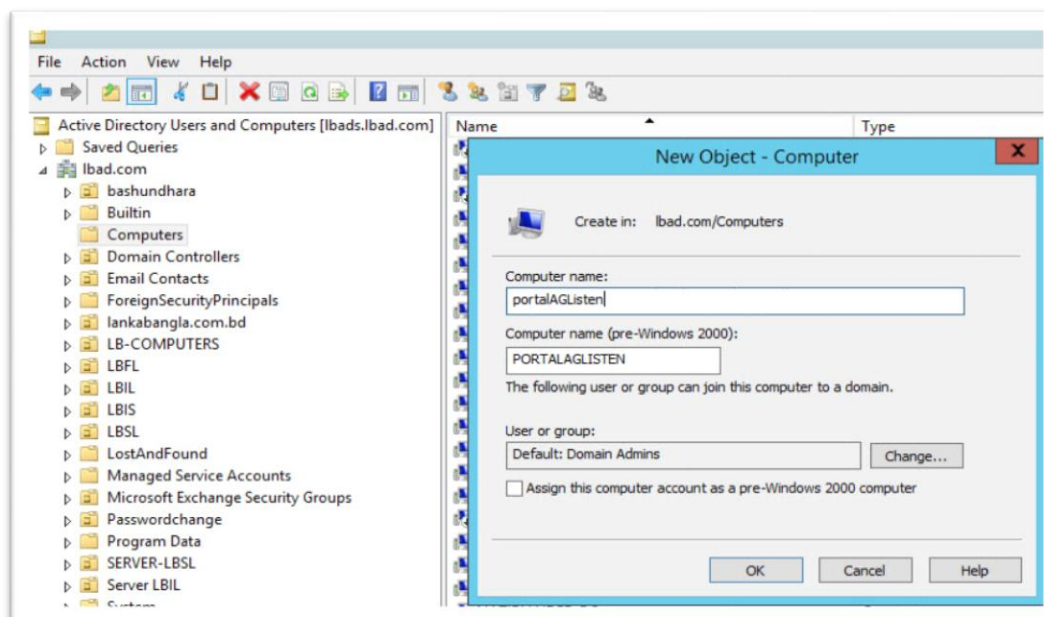 File Action View Help
Active Directory Users and Computers [lbads.lbad.com]
Saved Queries
lbad.com
bashundhara
Builtin
Computers
Domain Controllers
Email Contacts
ForeignSecurityPrincipals
lankabangla.com.bd
LB-COMPUTERS
LBFL
LBIL
LBIS
LBSL
LostAndFound
Managed Service Accounts
Microsoft Exchange Security Groups
Passwordchange
Program Data
SERVER-LBSL
Server LBIL
Name Type
New Object - Computer
Create in: lbad.com/Computers
Computer name:
portalAGListen
Computer name (pre-Windows 2000):
PORTALAGLISTEN
The following user or group can join this computer to a domain.
User or group:
Default: Domain Admins
Change...
Assign this computer account as a pre-Windows 2000 computer
OK Cancel Help